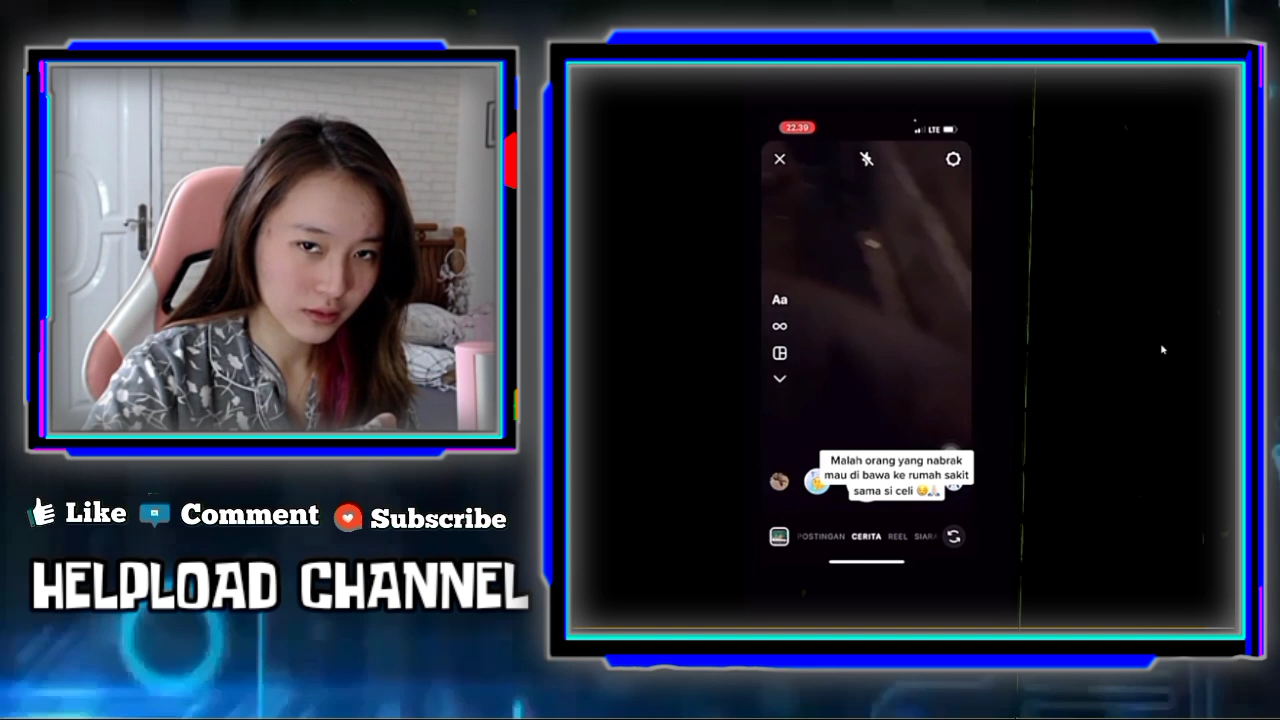 22.39
LTE
Aa
Malah orang yang nabrak
mau di bawa ke rumah sakit
sama si celi 😔🙏🏻
POSTINGAN CERITA REEL SIARA
Like Comment Subscribe
HELPLOAD CHANNEL